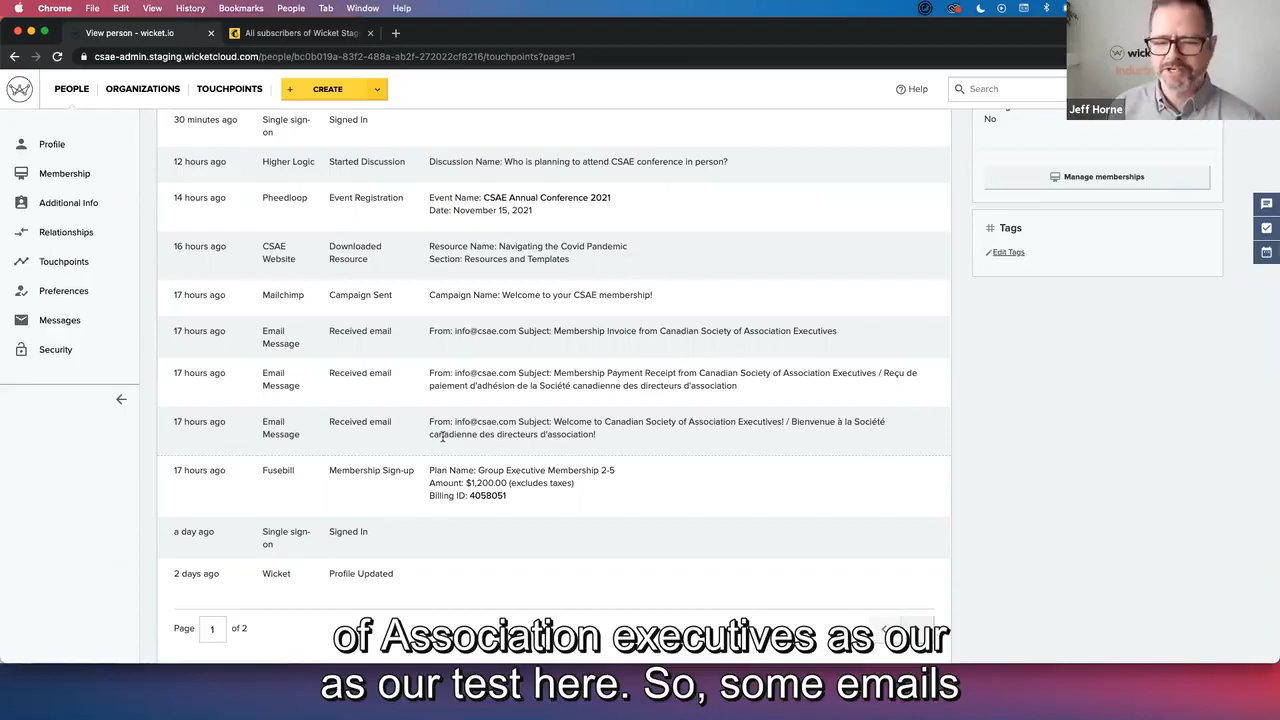 Chrome File Edit View History Bookmarks People Tab Window Help
View person - wicket.io
All subscribers of Wicket Stag
csae-admin.staging.wicketcloud.com/people/bc0b019a-83f2-488a-ab2f-272022cf8216/touchpoints?page=1
PEOPLE ORGANIZATIONS TOUCHPOINTS
+ CREATE
Help
Search
Jeff Horne
Profile
Membership
Additional Info
Relationships
Touchpoints
Preferences
Messages
Security
30 minutes ago Single sign-on Signed In
12 hours ago Higher Logic Started Discussion Discussion Name: Who is planning to attend CSAE conference in person?
14 hours ago Pheedloop Event Registration Event Name: CSAE Annual Conference 2021
Date: November 15, 2021
16 hours ago CSAE Website Downloaded Resource Resource Name: Navigating the Covid Pandemic
Section: Resources and Templates
17 hours ago Mailchimp Campaign Sent Campaign Name: Welcome to your CSAE membership!
17 hours ago Email Message Received email From: info@csae.com Subject: Membership Invoice from Canadian Society of Association Executives
17 hours ago Email Message Received email From: info@csae.com Subject: Membership Payment Receipt from Canadian Society of Association Executives / Reçu de
paiement d'adhésion de la Société canadienne des directeurs d'association
17 hours ago Email Message Received email From: info@csae.com Subject: Welcome to Canadian Society of Association Executives! / Bienvenue à la Société
canadienne des directeurs d'association!
17 hours ago Fusebill Membership Sign-up Plan Name: Group Executive Membership 2-5
Amount: $1,200.00 (excludes taxes)
Billing ID: 4058051
a day ago Single sign-on Signed In
2 days ago Wicket Profile Updated
Page 1 of 2
No
Manage memberships
Tags
Edit Tags
of Association executives as our
as our test here. So, some emails